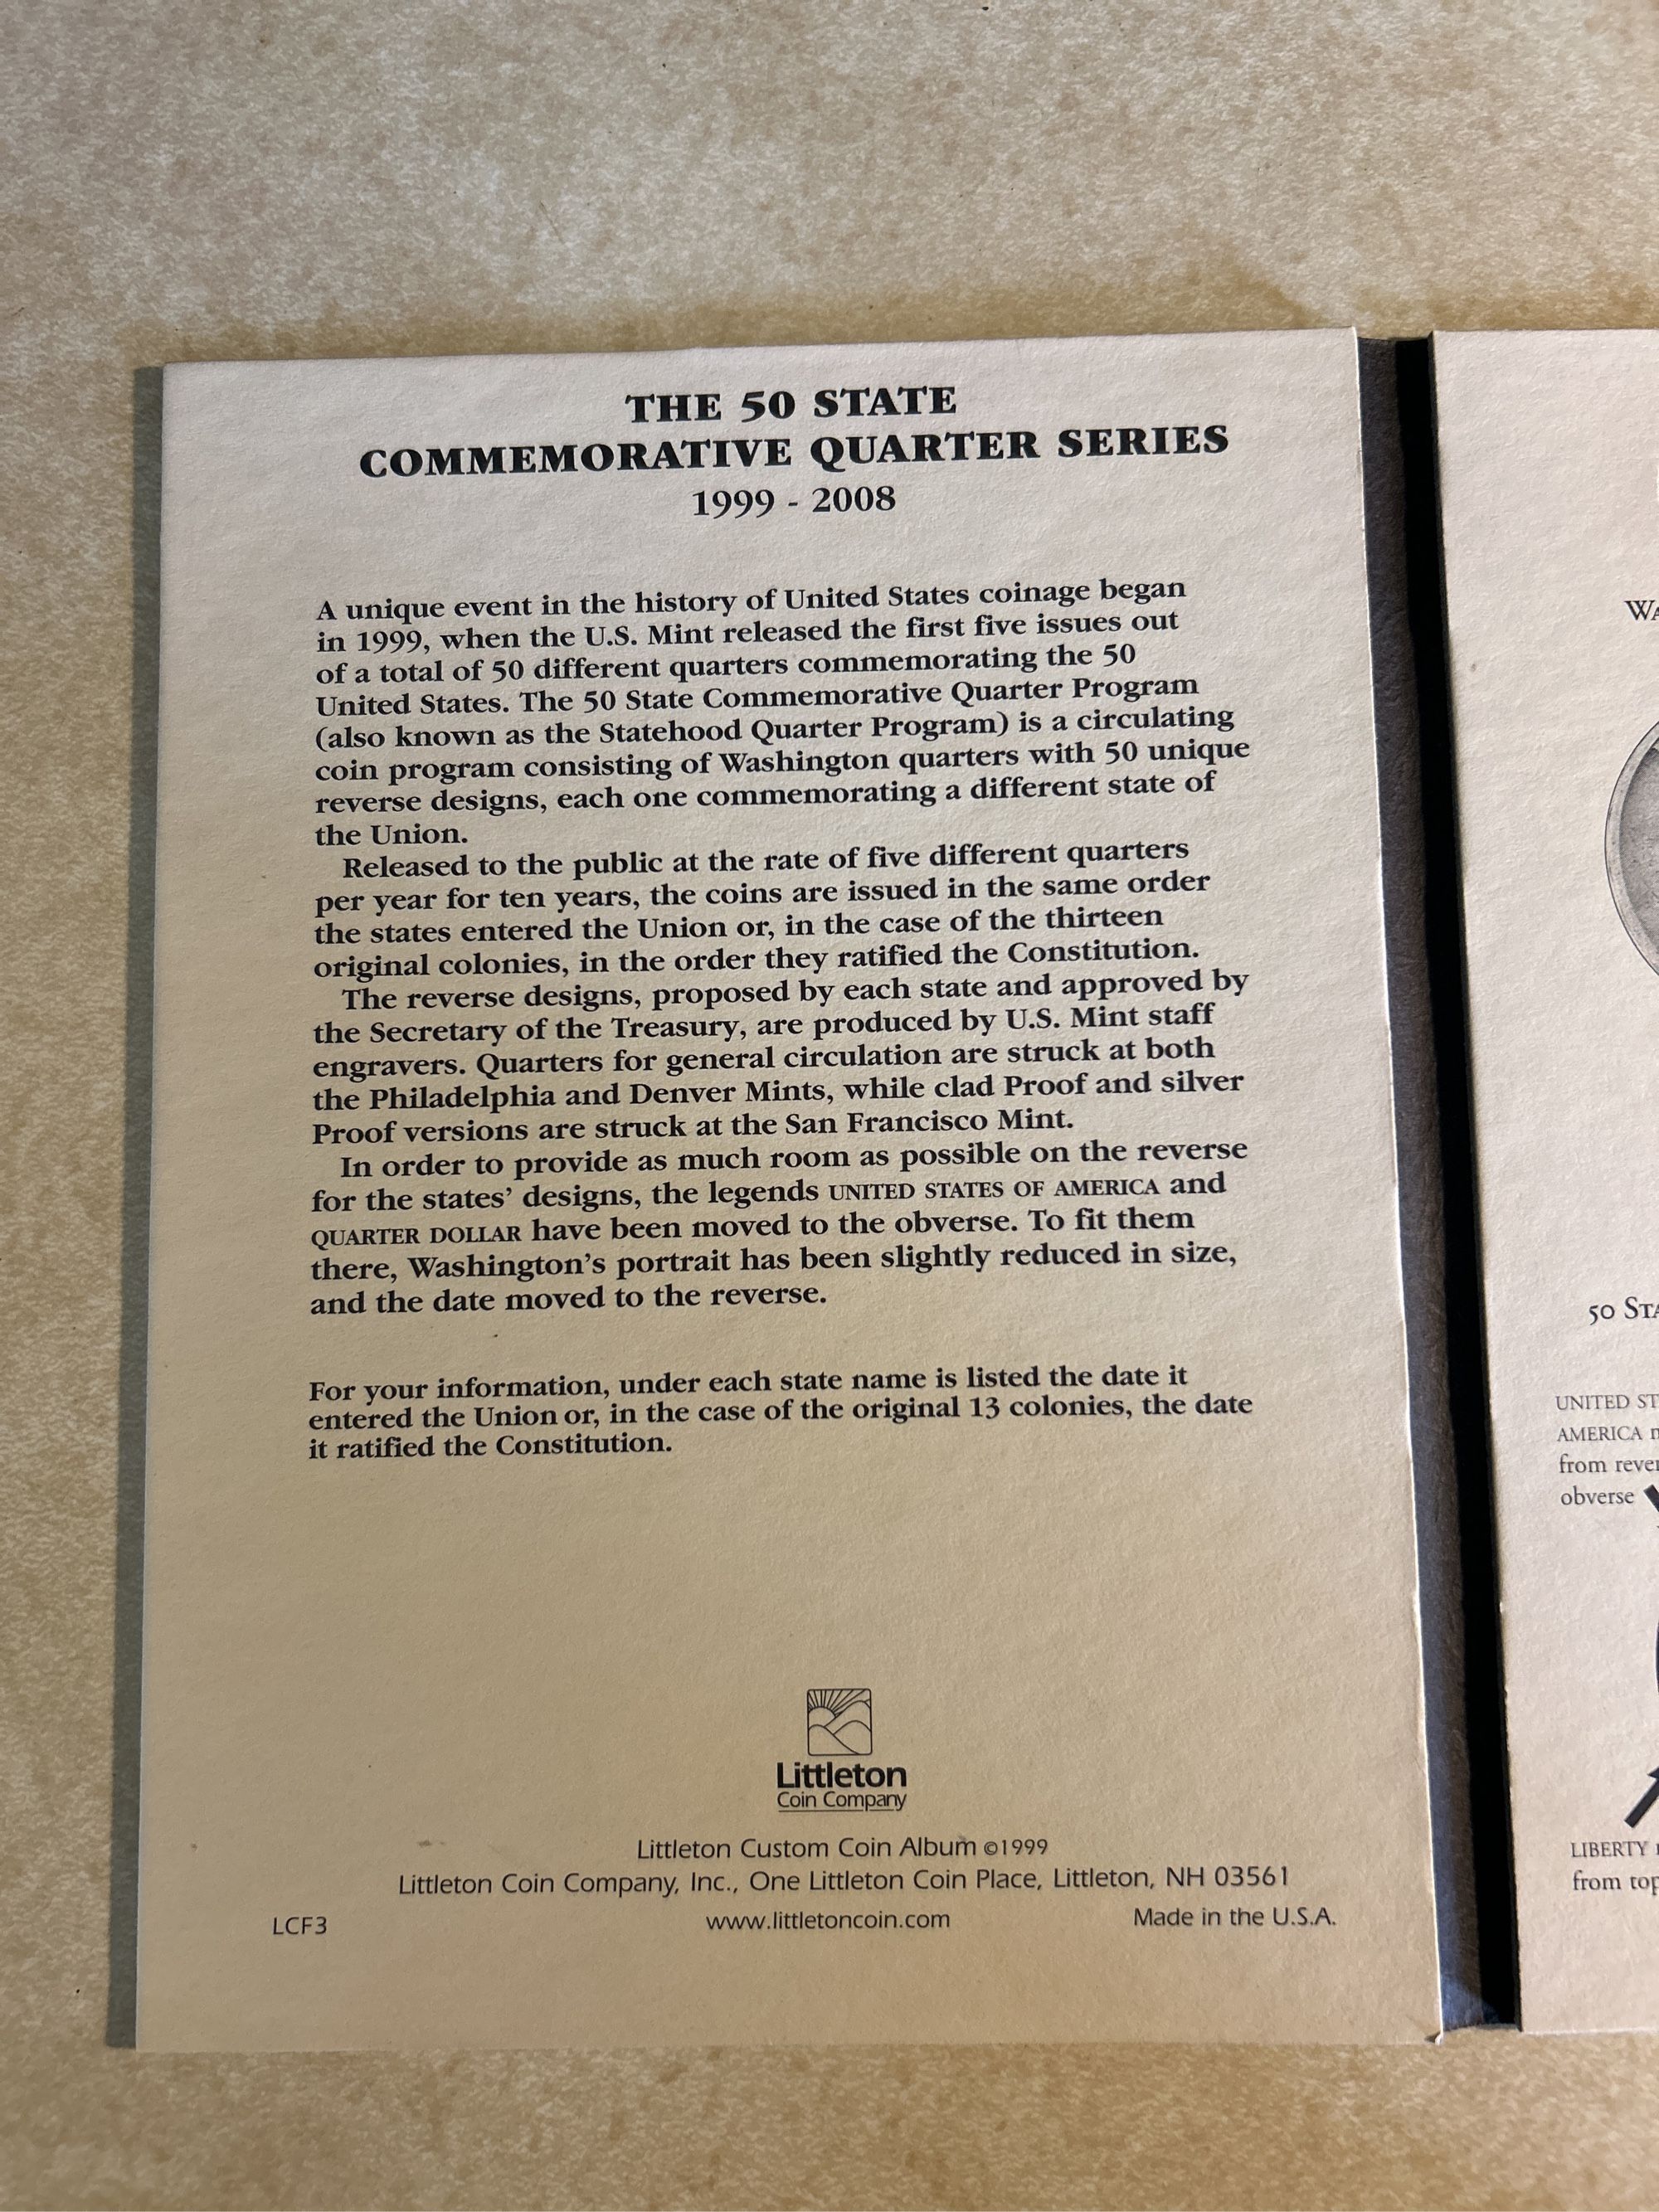 THE 50 STATE
COMMEMORATIVE QUARTER SERIES
1999 - 2008
A unique event in the history of United States coinage began
in 1999, when the U.S. Mint released the first five issues out
of a total of 50 different quarters commemorating the 50
United States. The 50 State Commemorative Quarter Program
(also known as the Statehood Quarter Program) is a circulating
coin program consisting of Washington quarters with 50 unique
reverse designs, each one commemorating a different state of
the Union.
Released to the public at the rate of five different quarters
per year for ten years, the coins are issued in the same order
the states entered the Union or, in the case of the thirteen
original colonies, in the order they ratified the Constitution.
The reverse designs, proposed by each state and approved by
the Secretary of the Treasury, are produced by U.S. Mint staff
engravers. Quarters for general circulation are struck at both
the Philadelphia and Denver Mints, while clad Proof and silver
Proof versions are struck at the San Francisco Mint.
In order to provide as much room as possible on the reverse
for the states' designs, the legends UNITED STATES OF AMERICA and
QUARTER DOLLAR have been moved to the obverse. To fit them
there, Washington's portrait has been slightly reduced in size,
and the date moved to the reverse.
For your information, under each state name is listed the date it
entered the Union or, in the case of the original 13 colonies, the date
it ratified the Constitution.
Littleton
Coin Company
Littleton Custom Coin Album ©1999
Littleton Coin Company, Inc., One Littleton Coin Place, Littleton, NH 03561
LCF3 www.littletoncoin.com Made in the U.S.A.
50
UNITED
AMERICA
from
obverse
LIBERTY
from